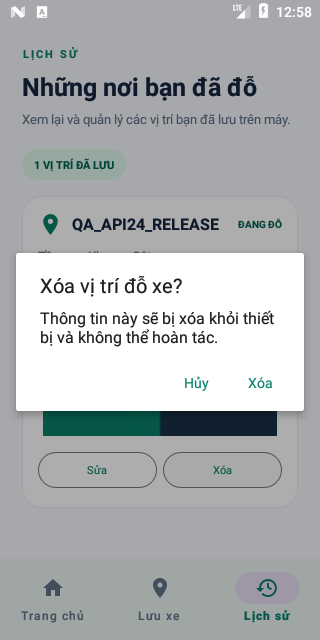 12:58
LỊCH SỬ
Những nơi bạn đã đỗ
Xem lại và quản lý các vị trí bạn đã lưu trên máy.
1 VỊ TRÍ ĐÃ LƯU
QA_API24_RELEASE ĐANG ĐỖ
Xóa vị trí đỗ xe?
Thông tin này sẽ bị xóa khỏi thiết
bị và không thể hoàn tác.
Hủy Xóa
Sửa Xóa
Trang chủ Lưu xe Lịch sử